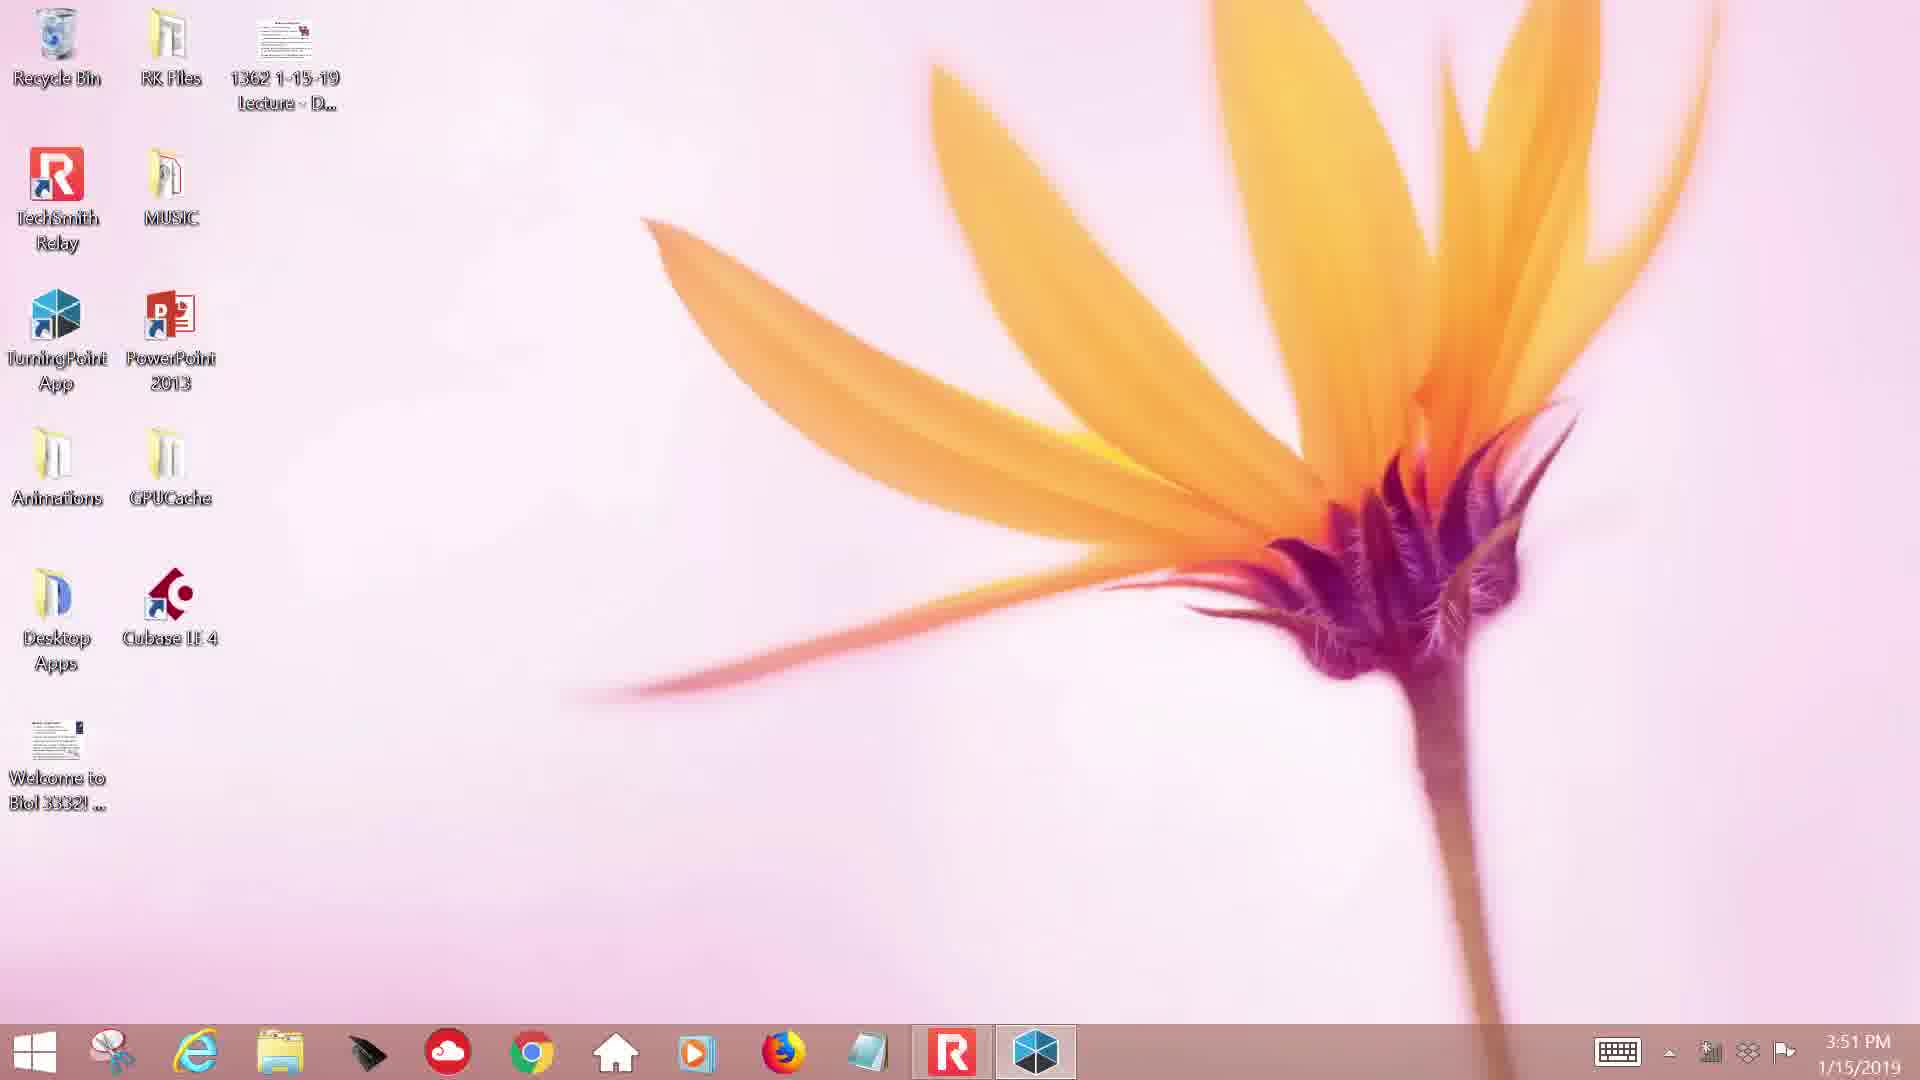 Recycle Bin
RK Files
1362 1-15-19
Lecture - D...
TechSmith
Relay
MUSIC
TurningPoint
App
PowerPoint
2013
Animations
GPUCache
Desktop
Apps
Cubase LE 4
Welcome to
Biol 3332! ...
3:51 PM
1/15/2019